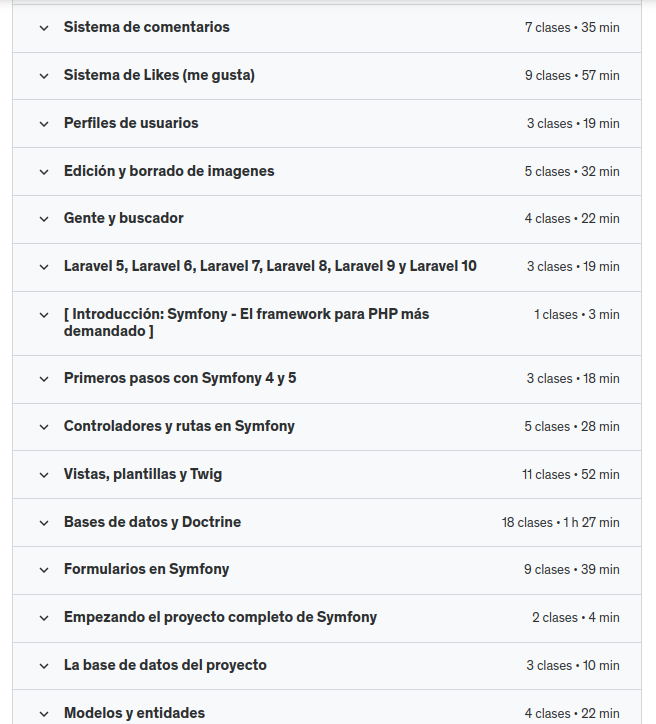 Sistema de comentarios 7 clases • 35 min
Sistema de Likes (me gusta) 9 clases • 57 min
Perfiles de usuarios 3 clases • 19 min
Edición y borrado de imagenes 5 clases • 32 min
Gente y buscador 4 clases • 22 min
Laravel 5, Laravel 6, Laravel 7, Laravel 8, Laravel 9 y Laravel 10 3 clases • 19 min
[ Introducción: Symfony - El framework para PHP más 1 clases • 3 min
demandado ]
Primeros pasos con Symfony 4 y 5 3 clases • 18 min
Controladores y rutas en Symfony 5 clases • 28 min
Vistas, plantillas y Twig 11 clases • 52 min
Bases de datos y Doctrine 18 clases • 1 h 27 min
Formularios en Symfony 9 clases • 39 min
Empezando el proyecto completo de Symfony 2 clases • 4 min
La base de datos del proyecto 3 clases • 10 min
Modelos y entidades 4 clases • 22 min